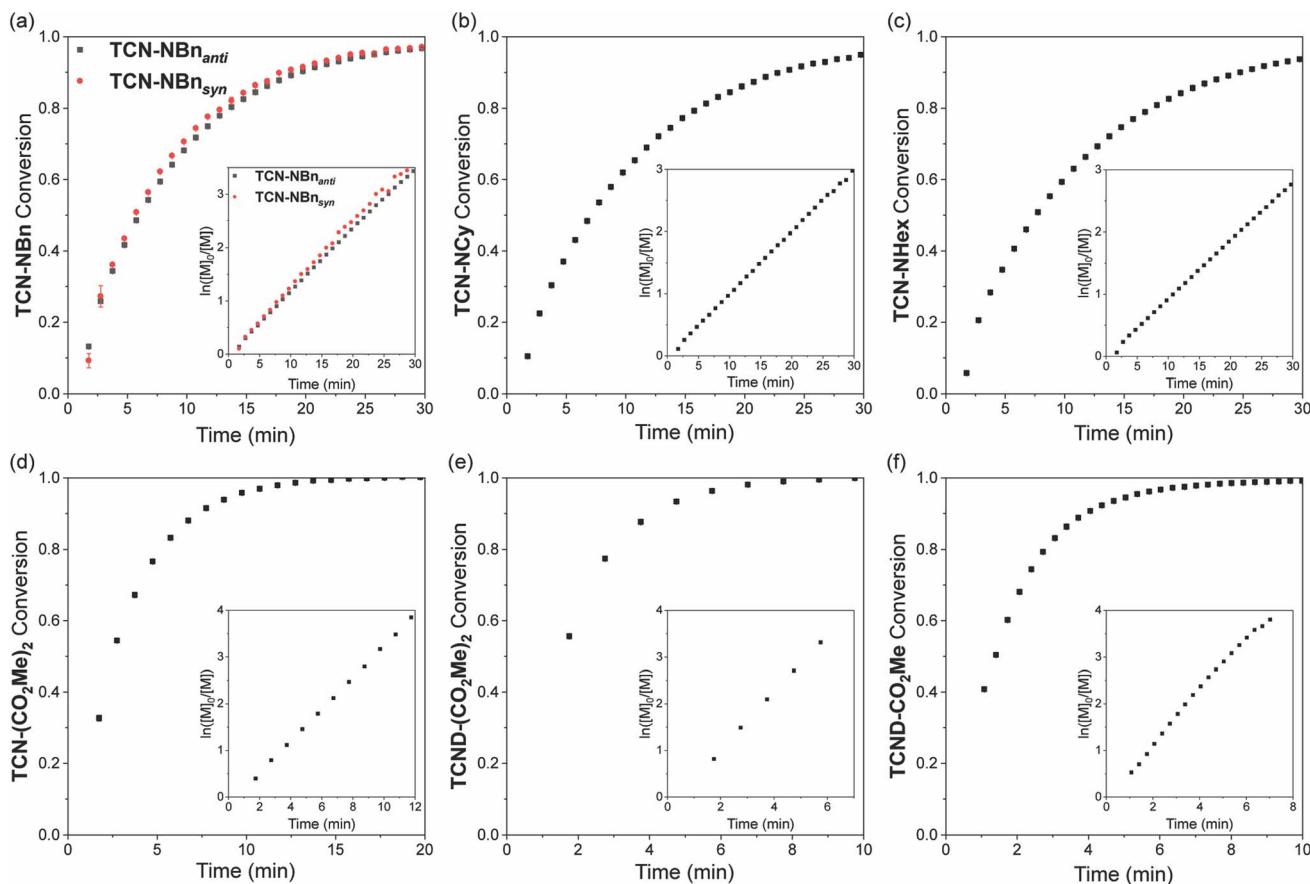 (a)
TCN-NBn Conversion
1.0
0.8
0.6
0.4
0.2
0.0
TCN-NBnanti
TCN-NBnsyn
ln([M]0/[M])
3
2
1
0
TCN-NBnanti
TCN-NBnsyn
0 5 10 15 20 25 30
Time (min)
0 5 10 15 20 25 30
Time (min)
(b)
TCN-NCy Conversion
1.0
0.8
0.6
0.4
0.2
0.0
ln([M]0/[M])
3
2
1
0
0 5 10 15 20 25 30
Time (min)
0 5 10 15 20 25 30
Time (min)
(c)
TCN-NHex Conversion
1.0
0.8
0.6
0.4
0.2
0.0
ln([M]0/[M])
3
2
1
0
0 5 10 15 20 25 30
Time (min)
0 5 10 15 20 25 30
Time (min)
(d)
TCN-(CO2Me)2 Conversion
1.0
0.8
0.6
0.4
0.2
0.0
ln([M]0/[M])
4
3
2
1
0
0 2 4 6 8 10 12
Time (min)
0 5 10 15 20
Time (min)
(e)
TCND-(CO2Me)2 Conversion
1.0
0.8
0.6
0.4
0.2
0.0
ln([M]0/[M])
4
3
2
1
0
0 2 4 6
Time (min)
0 2 4 6 8 10
Time (min)
(f)
TCND-CO2Me Conversion
1.0
0.8
0.6
0.4
0.2
0.0
ln([M]0/[M])
4
3
2
1
0
0 2 4 6 8
Time (min)
0 2 4 6 8 10
Time (min)